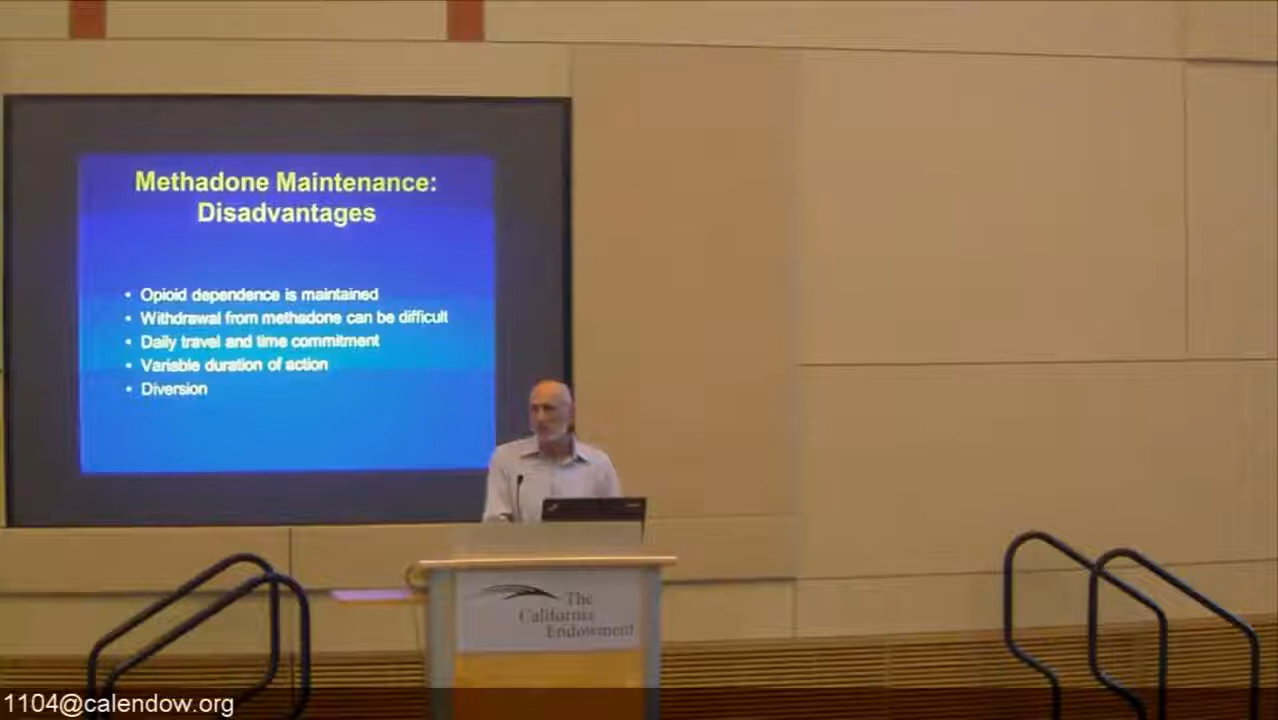 Methadone Maintenance:
Disadvantages
• Opioid dependence is maintained
• Withdrawal from methadone can be difficult
• Daily travel and time commitment
• Variable duration of action
• Diversion
The
California
Endowment
1104@calendow.org